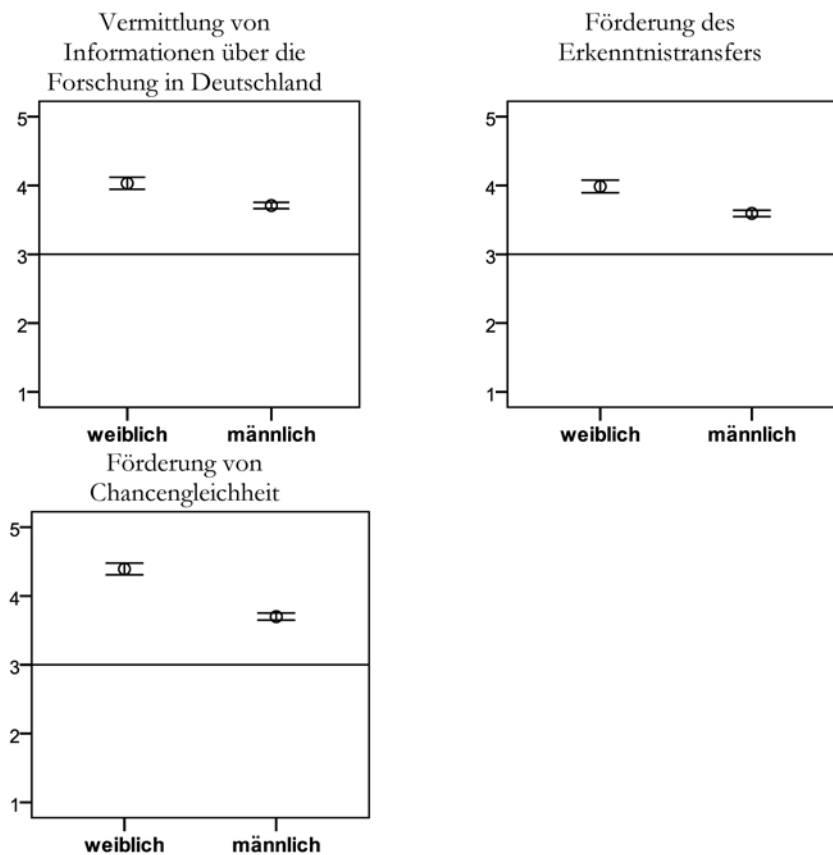 Vermittlung von
Informationen über die
Forschung in Deutschland
5
4
3
2
1
weiblich männlich
Förderung des
Erkenntnistransfers
5
4
3
2
1
weiblich männlich
Förderung von
Chancengleichheit
5
4
3
2
1
weiblich männlich